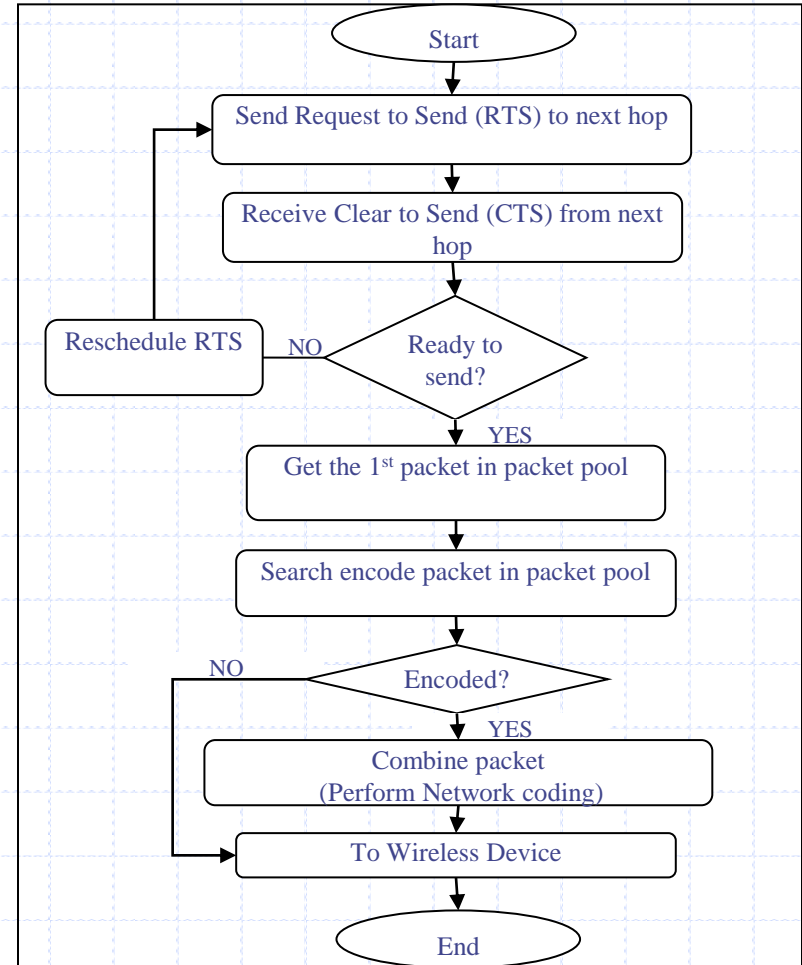 Start
Send Request to Send (RTS) to next hop
Receive Clear to Send (CTS) from next
hop
Reschedule RTS
NO
Ready to
send?
YES
Get the 1st packet in packet pool
Search encode packet in packet pool
NO
Encoded?
YES
Combine packet
(Perform Network coding)
To Wireless Device
End